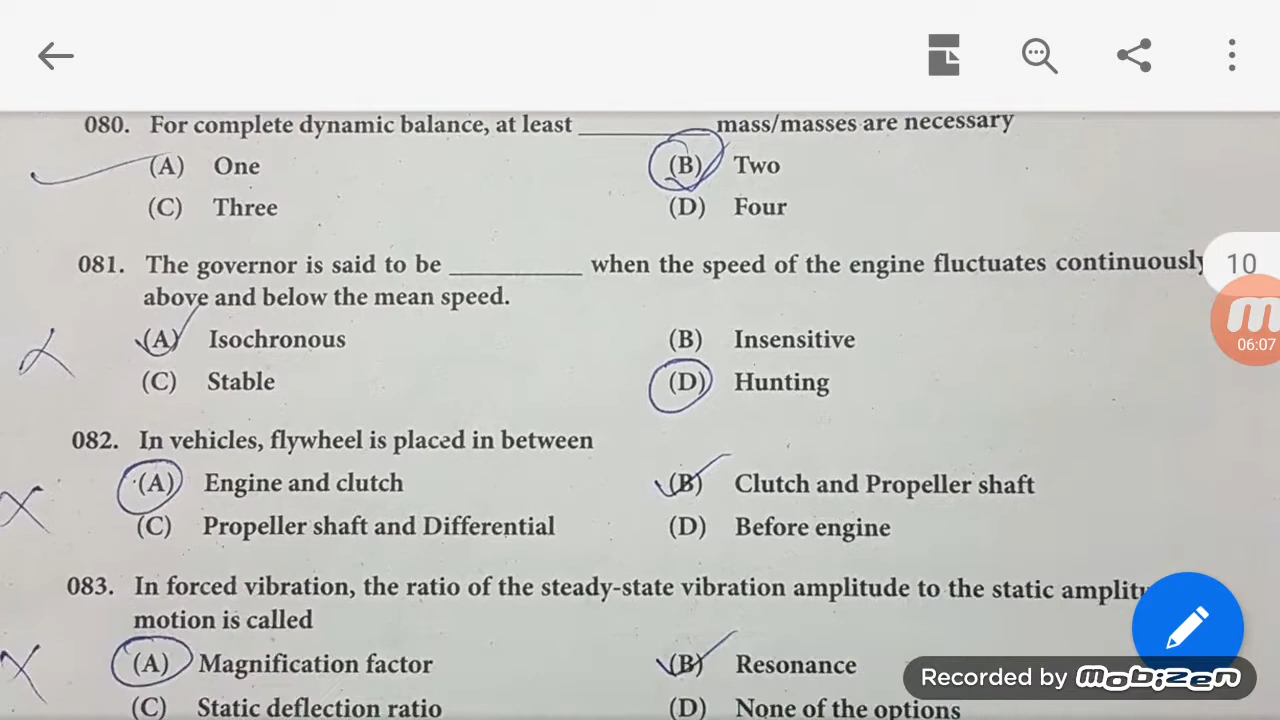 080. For complete dynamic balance, at least __________ mass/masses are necessary
(A) One (B) Two
(C) Three (D) Four
081. The governor is said to be __________ when the speed of the engine fluctuates continuously
above and below the mean speed.
(A) Isochronous (B) Insensitive
(C) Stable (D) Hunting
082. In vehicles, flywheel is placed in between
(A) Engine and clutch (B) Clutch and Propeller shaft
(C) Propeller shaft and Differential (D) Before engine
083. In forced vibration, the ratio of the steady-state vibration amplitude to the static
motion is called
(A) Magnification factor (B) Resonance
(C) Static deflection ratio (D) None of the options
10
06:07
Recorded by MOBIZEN